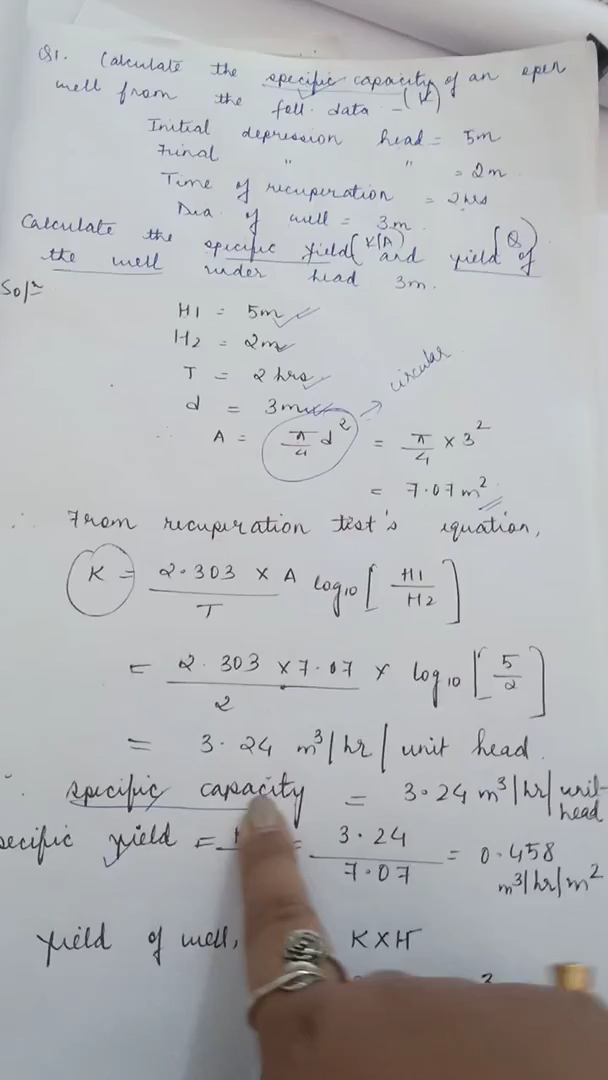 Q1. Calculate the specific capacity of an open
well from the foll. data - (K)
Initial depression head = 5m
Final " " = 2m
Time of recuperation = 2hrs
Dia of well = 3m.
Calculate the specific yield (K/A) and yield (Q) of
the well under head 3m.
Solⁿ
H1 = 5m
H2 = 2m
T = 2 hrs
d = 3m
circular
∴ A = π/4 d² = π/4 × 3²
= 7.07 m²
∴ From recuperation test's equation,
K = 2.303 × A / T log10 [H1/H2]
= 2.303 × 7.07 / 2 × log10 [5/2]
= 3.24 m³/hr/unit head.
∴ specific capacity = 3.24 m³/hr/unit head
specific yield = = 3.24/7.07 = 0.458 m³/hr/m²
Yield of well, K×H
3